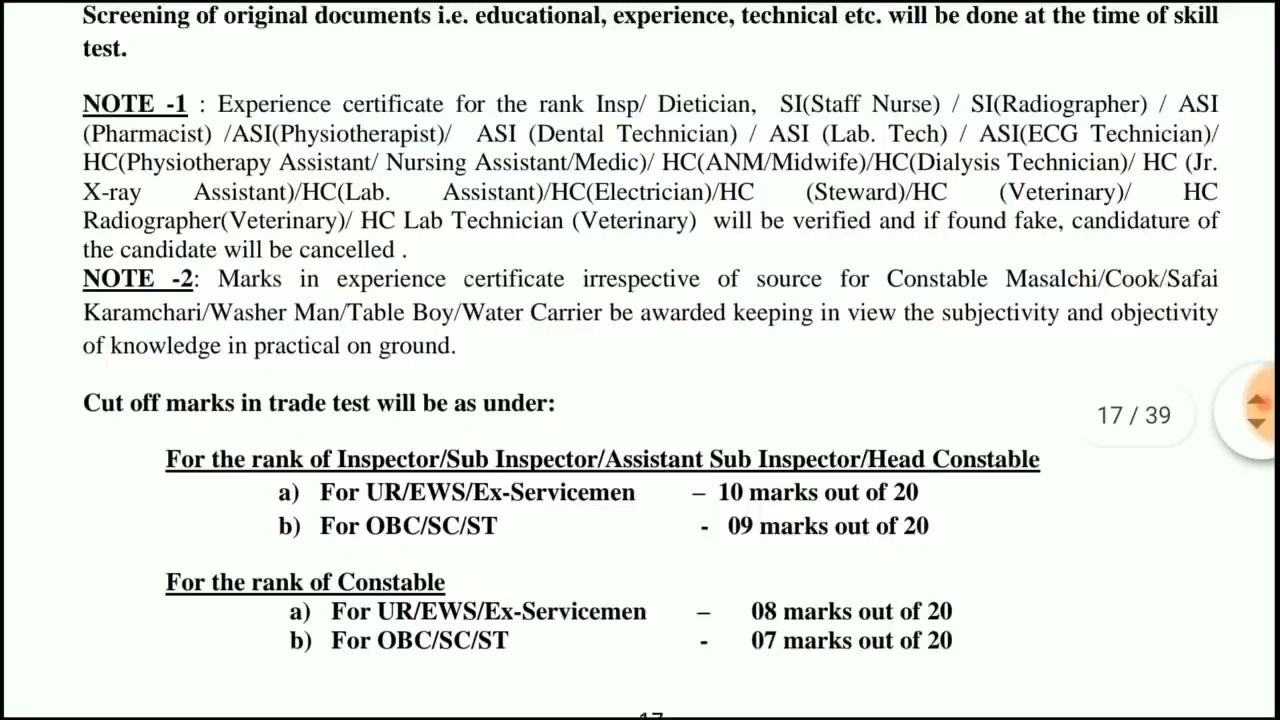 Screening of original documents i.e. educational, experience, technical etc. will be done at the time of skill
test.
NOTE -1 : Experience certificate for the rank Insp/ Dietician, SI(Staff Nurse) / SI(Radiographer) / ASI
(Pharmacist) /ASI(Physiotherapist)/ ASI (Dental Technician) / ASI (Lab. Tech) / ASI(ECG Technician)/
HC(Physiotherapy Assistant/ Nursing Assistant/Medic)/ HC(ANM/Midwife)/HC(Dialysis Technician)/ HC (Jr.
X-ray Assistant)/HC(Lab. Assistant)/HC(Electrician)/HC (Steward)/HC (Veterinary)/ HC
Radiographer(Veterinary)/ HC Lab Technician (Veterinary) will be verified and if found fake, candidature of
the candidate will be cancelled .
NOTE -2: Marks in experience certificate irrespective of source for Constable Masalchi/Cook/Safai
Karamchari/Washer Man/Table Boy/Water Carrier be awarded keeping in view the subjectivity and objectivity
of knowledge in practical on ground.
Cut off marks in trade test will be as under:
17 / 39
For the rank of Inspector/Sub Inspector/Assistant Sub Inspector/Head Constable
a) For UR/EWS/Ex-Servicemen – 10 marks out of 20
b) For OBC/SC/ST - 09 marks out of 20
For the rank of Constable
a) For UR/EWS/Ex-Servicemen – 08 marks out of 20
b) For OBC/SC/ST - 07 marks out of 20